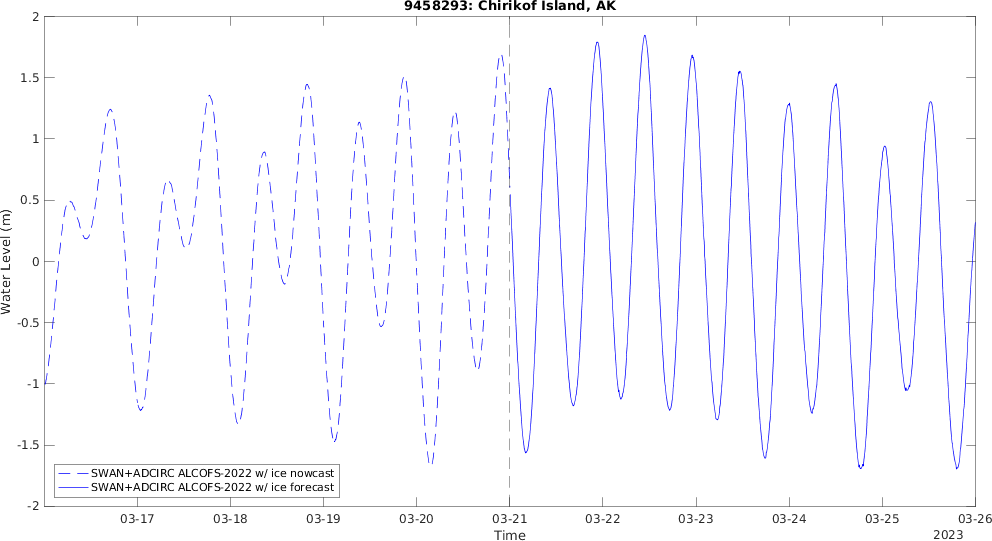 9458293: Chirikof Island, AK
2
1.5
1
0.5
0
-0.5
-1
-1.5
-2
Water Level (m)
SWAN+ADCIRC ALCOFS-2022 w/ ice nowcast
SWAN+ADCIRC ALCOFS-2022 w/ ice forecast
03-17 03-18 03-19 03-20 03-21 03-22 03-23 03-24 03-25 03-26
Time
2023